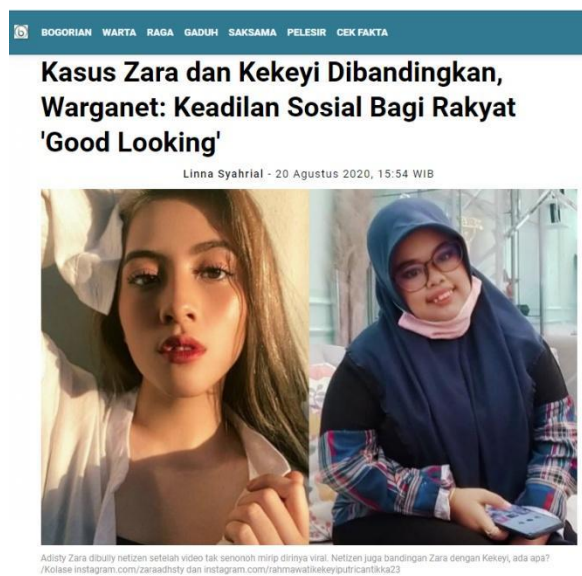 BOGORIAN WARTA RAGA GADUH SAKSAMA PELESIR CEK FAKTA
Kasus Zara dan Kekeyi Dibandingkan,
Warganet: Keadilan Sosial Bagi Rakyat
'Good Looking'
Linna Syahrial - 20 Agustus 2020, 15:54 WIB
Adisty Zara dibully netizen setelah video tak senonoh mirip dirinya viral. Netizen juga bandingan Zara dengan Kekeyi, ada apa?
/Kolase instagram.com/zaraadhsty dan instagram.com/rahmawatikekeyiputricantikka23